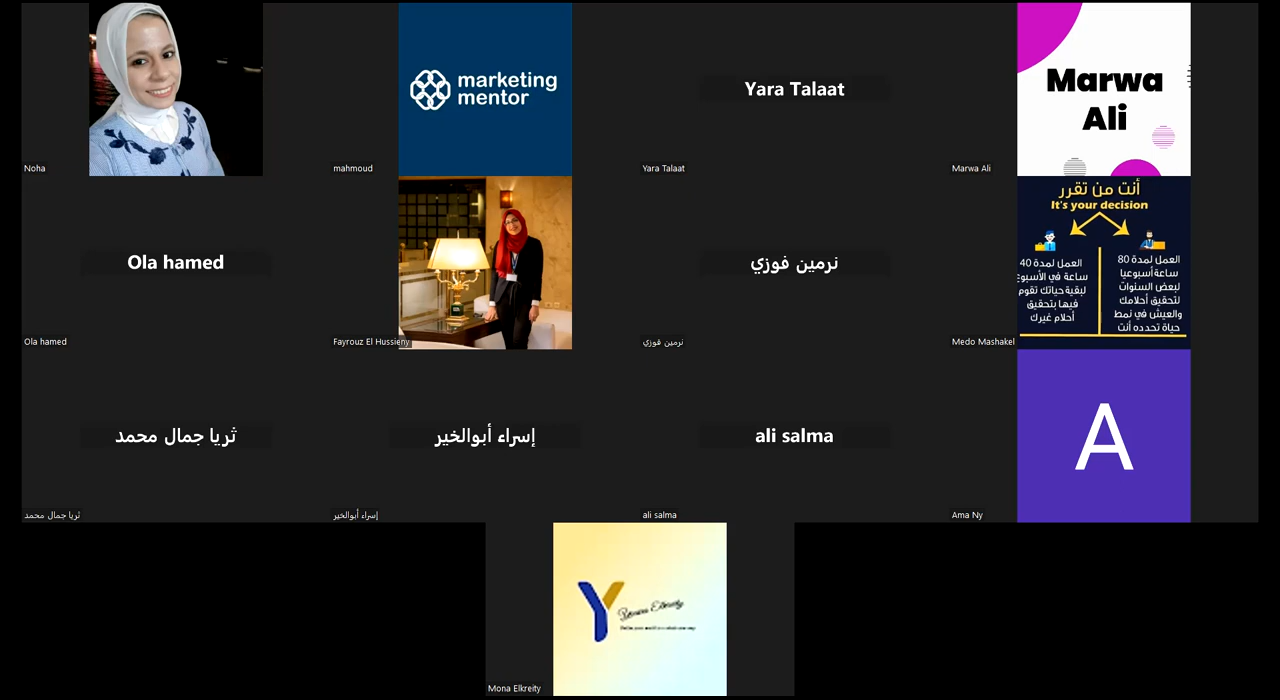 Noha
marketing
mentor
mahmoud
Yara Talaat
Yara Talaat
Marwa
Ali
Marwa Ali
Ola hamed
Ola hamed
Fayrouz El Hussieny
نرمين فوزي
نرمين فوزي
أنت من تقرر
It's your decision
العمل لمدة 40
ساعة في الأسبوع
لبقية حياتك تقوم
فيها بتحقيق
أحلام غيرك
العمل لمدة 80
ساعة أسبوعيا
لبعض السنوات
لتحقيق أحلامك
والعيش في نمط
حياة تحدده أنت
Medo Mashakel
ثريا جمال محمد
ثريا جمال محمد
إسراء أبوالخير
إسراء أبوالخير
ali salma
ali salma
A
Ama Ny
Y
Elkreity
Mona Elkreity